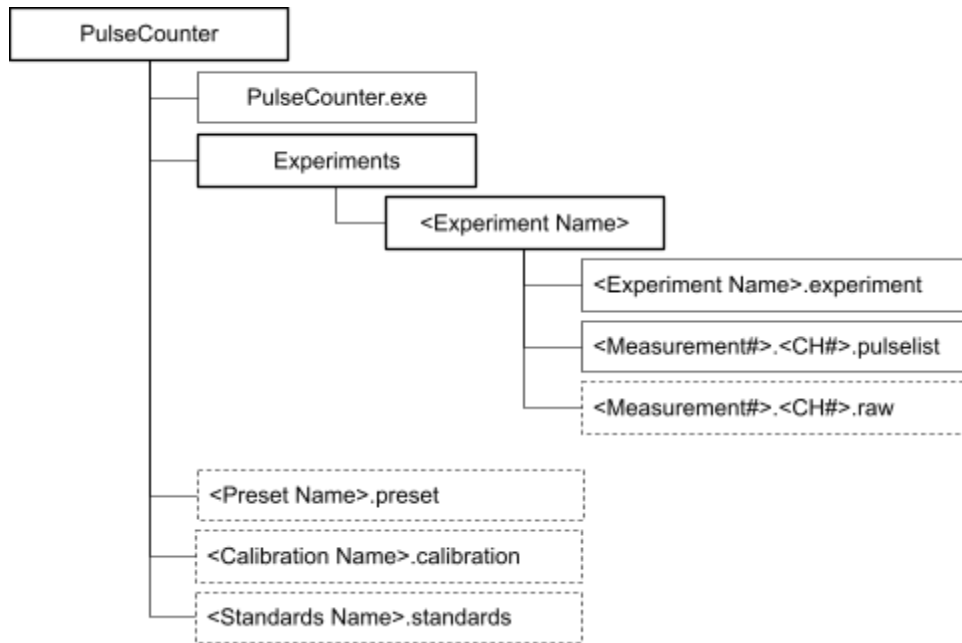 PulseCounter
PulseCounter.exe
Experiments
<Experiment Name>
<Experiment Name>.experiment
<Measurement#>.<CH#>.pulselist
<Measurement#>.<CH#>.raw
<Preset Name>.preset
<Calibration Name>.calibration
<Standards Name>.standards